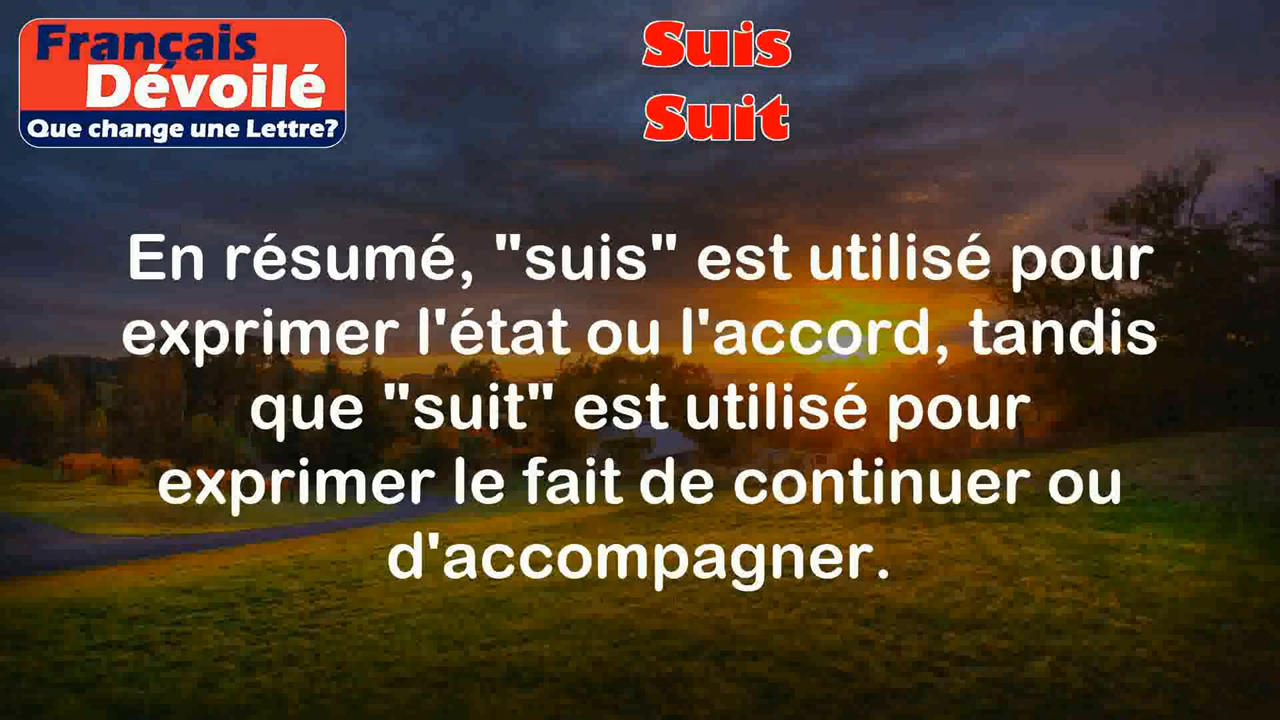 Français
Dévoilé
Que change une Lettre?
Suis
Suit
En résumé, "suis" est utilisé pour
exprimer l'état ou l'accord, tandis
que "suit" est utilisé pour
exprimer le fait de continuer ou
d'accompagner.